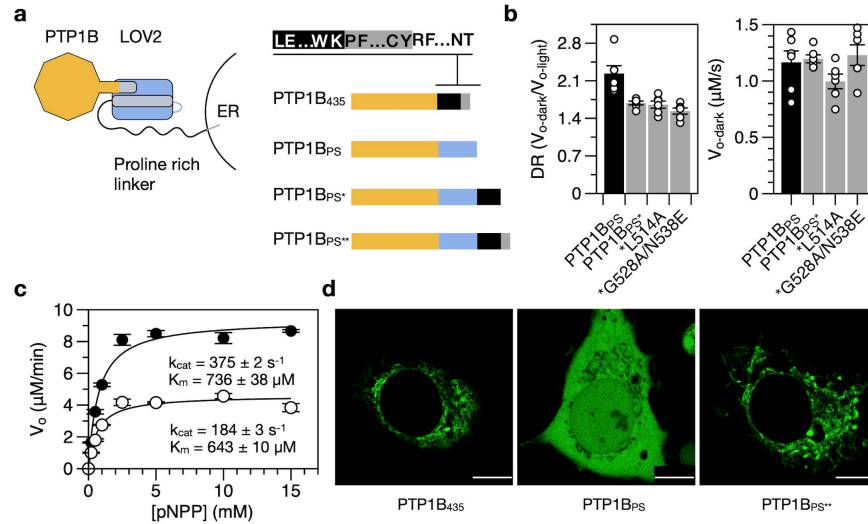 a
PTP1B LOV2
ER
Proline rich
linker
LE...WKPF...CYRF...NT
PTP1B435
PTP1BPS
PTP1BPS*
PTP1BPS**
b
DR (Vo-dark/Vo-light)
2.8
2.1
1.4
0.7
0
PTP1BPS
PTP1BPS*
*L514A
*G528A/N538E
Vo-dark (µM/s)
1.5
1.0
0.5
0
PTP1BPS
PTP1BPS*
*L514A
*G528A/N538E
c
Vo (µM/min)
10
8
6
4
2
0
kcat = 375 ± 2 s-1
Km = 736 ± 38 µM
kcat = 184 ± 3 s-1
Km = 643 ± 10 µM
0 5 10 15
[pNPP] (mM)
d
PTP1B435
PTP1BPS
PTP1BPS**